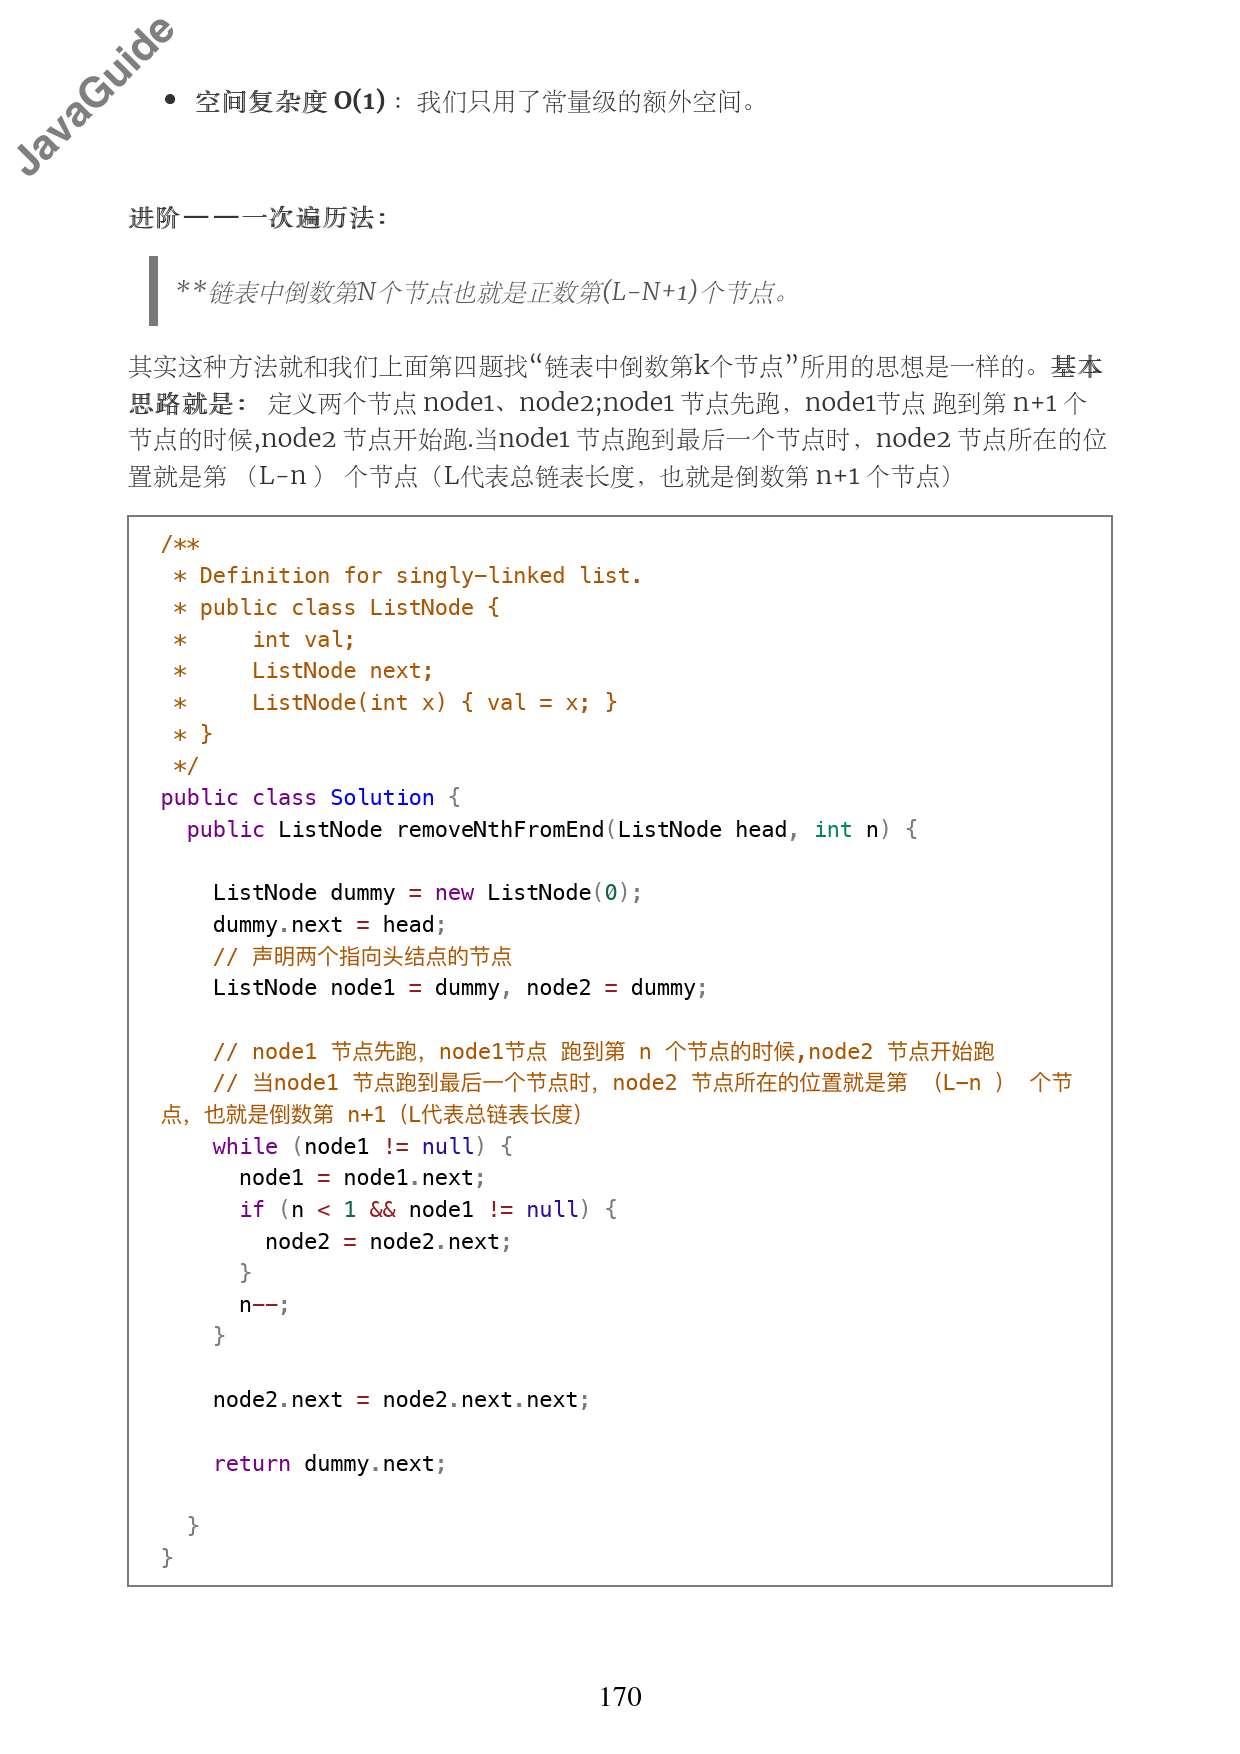 JavaGuide
• 空间复杂度 O(1)： 我们只用了常量级的额外空间。
进阶——一次遍历法：
**链表中倒数第N个节点也就是正数第(L-N+1)个节点。
其实这种方法就和我们上面第四题找“链表中倒数第k个节点”所用的思想是一样的。基本
思路就是： 定义两个节点 node1、node2;node1 节点先跑，node1节点 跑到第 n+1 个
节点的时候,node2 节点开始跑.当node1 节点跑到最后一个节点时，node2 节点所在的位
置就是第 （L-n ） 个节点（L代表总链表长度，也就是倒数第 n+1 个节点）
/**
 * Definition for singly-linked list.
 * public class ListNode {
 *     int val;
 *     ListNode next;
 *     ListNode(int x) { val = x; }
 * }
 */
public class Solution {
  public ListNode removeNthFromEnd(ListNode head, int n) {
    ListNode dummy = new ListNode(0);
    dummy.next = head;
    // 声明两个指向头结点的节点
    ListNode node1 = dummy, node2 = dummy;
    // node1 节点先跑，node1节点 跑到第 n 个节点的时候,node2 节点开始跑
    // 当node1 节点跑到最后一个节点时，node2 节点所在的位置就是第 （L-n ） 个节
点，也就是倒数第 n+1（L代表总链表长度）
    while (node1 != null) {
      node1 = node1.next;
      if (n < 1 && node1 != null) {
        node2 = node2.next;
      }
      n--;
    }
    node2.next = node2.next.next;
    return dummy.next;
  }
}
170